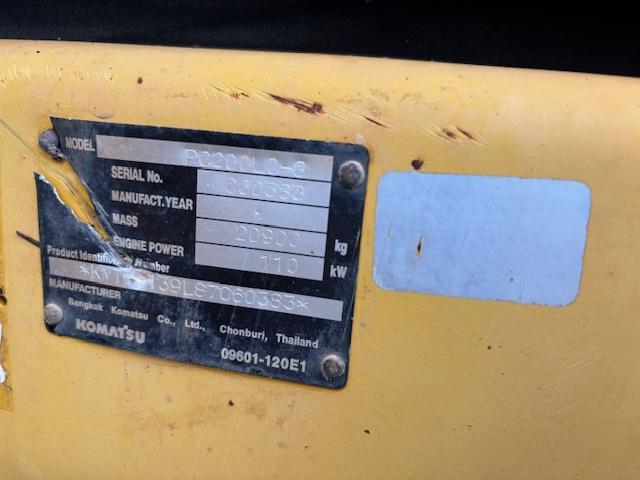 MODEL PC200LC-8
SERIAL No. C60383
MANUFACT.YEAR
MASS 20900 kg
ENGINE POWER 110 kW
Product Identification Number
139L87C60383*
MANUFACTURER
Bangkok Komatsu Co., Ltd., Chonburi, Thailand
KOMATSU
09601-120E1